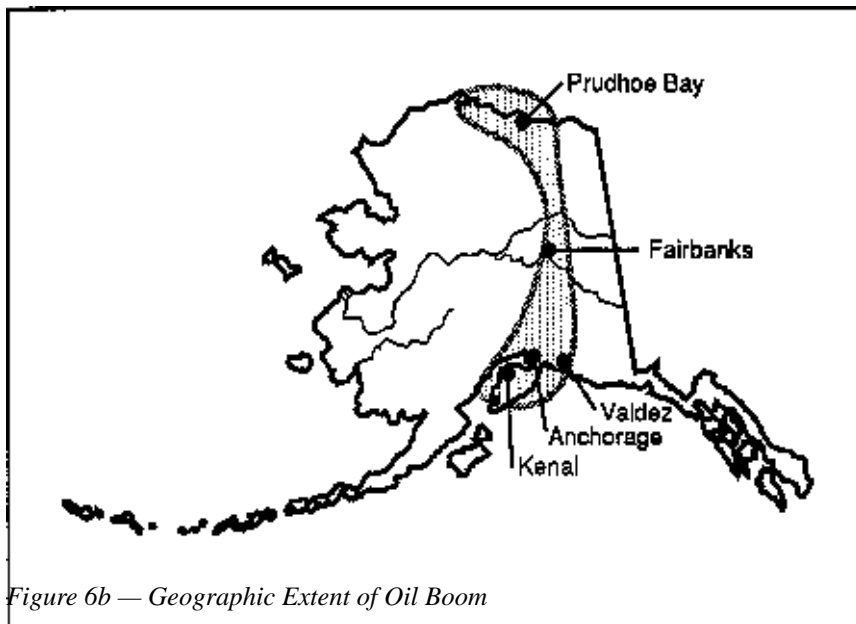 Prudhoe Bay
Fairbanks
Valdez
Anchorage
Kenal
Figure 6b — Geographic Extent of Oil Boom